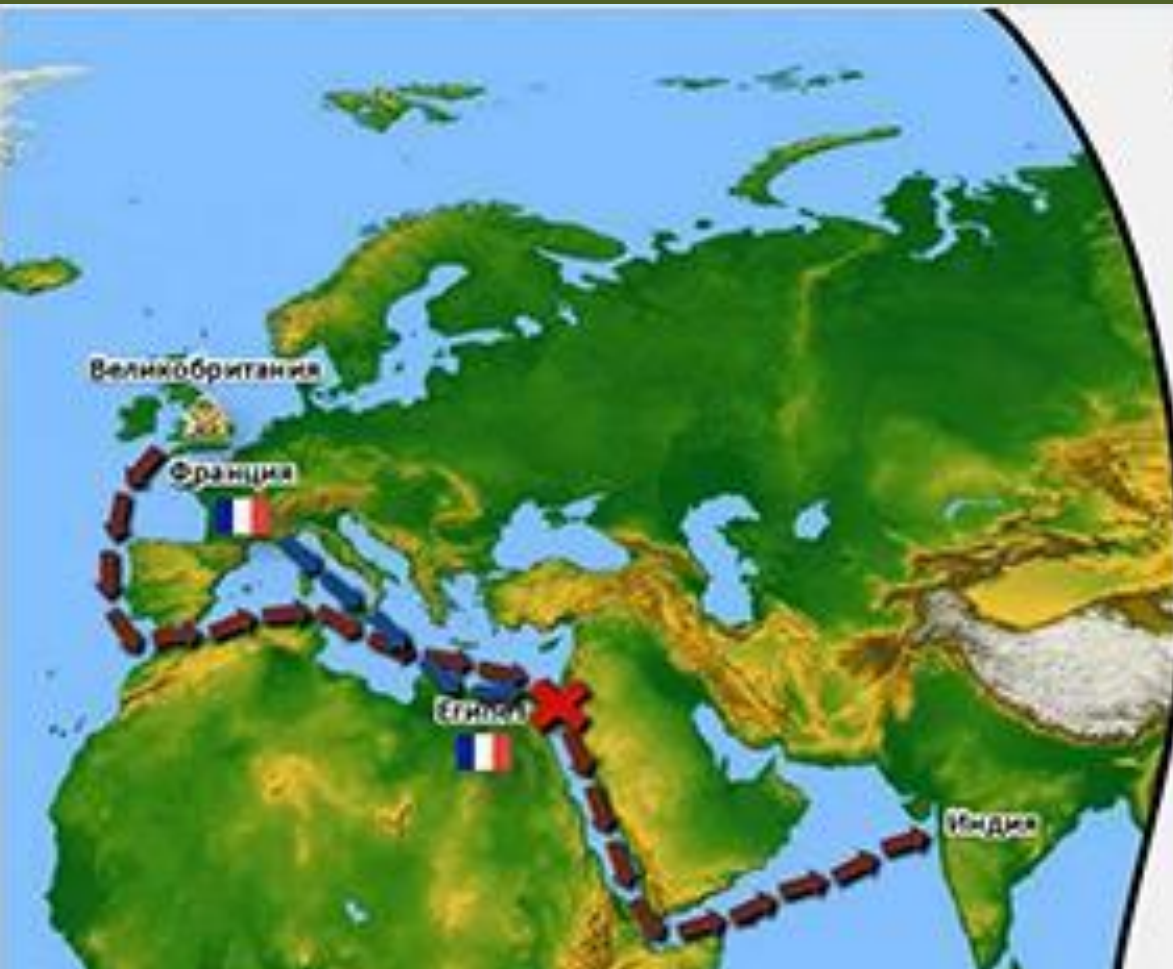 Великобритания
Франция
Египет
Индия